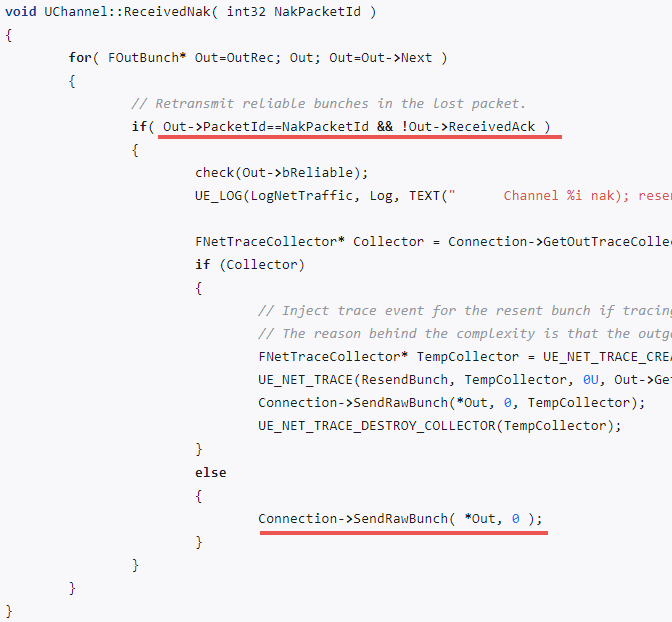 void UChannel::ReceivedNak( int32 NakPacketId )
{
for( FOutBunch* Out=OutRec; Out; Out=Out->Next )
{
// Retransmit reliable bunches in the lost packet.
if( Out->PacketId==NakPacketId && !Out->ReceivedAck )
{
check(Out->bReliable);
UE_LOG(LogNetTraffic, Log, TEXT("      Channel %i nak); rese
FNetTraceCollector* Collector = Connection->GetOutTraceColle
if (Collector)
{
// Inject trace event for the resent bunch if tracin
// The reason behind the complexity is that the outg
FNetTraceCollector* TempCollector = UE_NET_TRACE_CREA
UE_NET_TRACE(ResendBunch, TempCollector, 0U, Out->Ge
Connection->SendRawBunch(*Out, 0, TempCollector);
UE_NET_TRACE_DESTROY_COLLECTOR(TempCollector);
}
else
{
Connection->SendRawBunch( *Out, 0 );
}
}
}
}